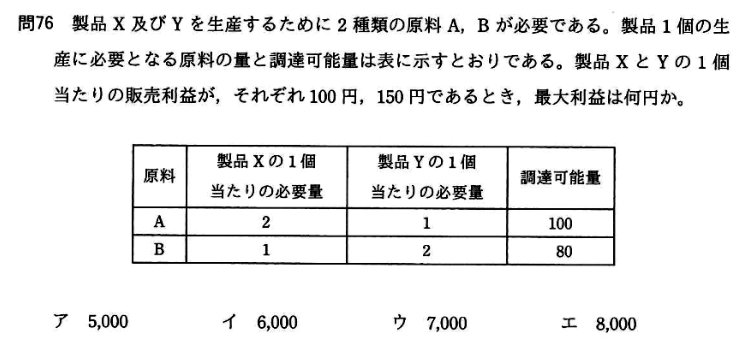 問76 製品X及びYを生産するために2種類の原料A，Bが必要である。製品1個の生
産に必要となる原料の量と調達可能量は表に示すとおりである。製品XとYの1個
当たりの販売利益が，それぞれ100円，150円であるとき，最大利益は何円か。
原料 製品Xの1個当たりの必要量 製品Yの1個当たりの必要量 調達可能量
A 2 1 100
B 1 2 80
ア 5,000 イ 6,000 ウ 7,000 エ 8,000